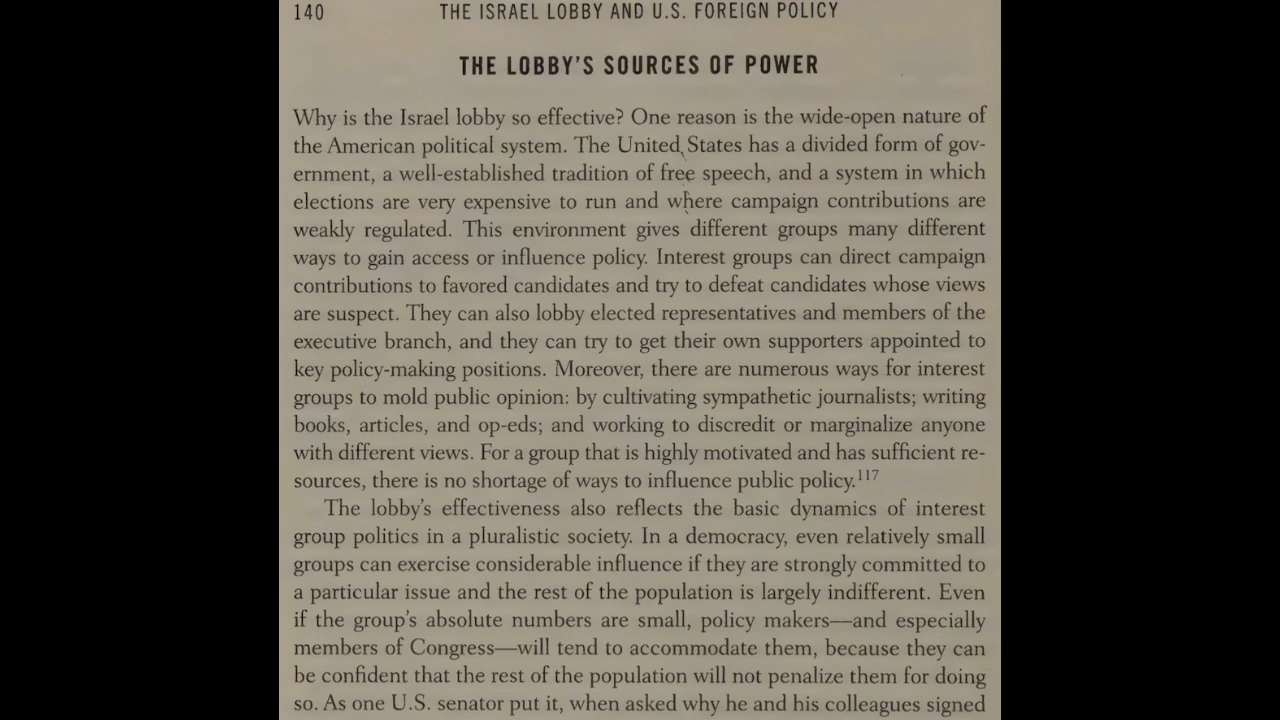 140 THE ISRAEL LOBBY AND U.S. FOREIGN POLICY
THE LOBBY'S SOURCES OF POWER
Why is the Israel lobby so effective? One reason is the wide-open nature of
the American political system. The United States has a divided form of gov-
ernment, a well-established tradition of free speech, and a system in which
elections are very expensive to run and where campaign contributions are
weakly regulated. This environment gives different groups many different
ways to gain access or influence policy. Interest groups can direct campaign
contributions to favored candidates and try to defeat candidates whose views
are suspect. They can also lobby elected representatives and members of the
executive branch, and they can try to get their own supporters appointed to
key policy-making positions. Moreover, there are numerous ways for interest
groups to mold public opinion: by cultivating sympathetic journalists; writing
books, articles, and op-eds; and working to discredit or marginalize anyone
with different views. For a group that is highly motivated and has sufficient re-
sources, there is no shortage of ways to influence public policy.117
The lobby's effectiveness also reflects the basic dynamics of interest
group politics in a pluralistic society. In a democracy, even relatively small
groups can exercise considerable influence if they are strongly committed to
a particular issue and the rest of the population is largely indifferent. Even
if the group's absolute numbers are small, policy makers—and especially
members of Congress—will tend to accommodate them, because they can
be confident that the rest of the population will not penalize them for doing
so. As one U.S. senator put it, when asked why he and his colleagues signed